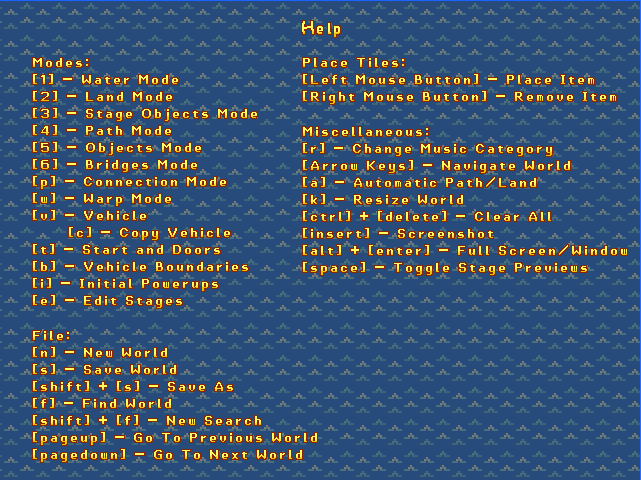 Help
Modes:
[1] – Water Mode
[2] – Land Mode
[3] – Stage Objects Mode
[4] – Path Mode
[5] – Objects Mode
[6] – Bridges Mode
[p] – Connection Mode
[w] – Warp Mode
[v] – Vehicle
[c] – Copy Vehicle
[t] – Start and Doors
[b] – Vehicle Boundaries
[i] – Initial Powerups
[e] – Edit Stages
File:
[n] – New World
[s] – Save World
[shift] + [s] – Save As
[f] – Find World
[shift] + [f] – New Search
[pageup] – Go To Previous World
[pagedown] – Go To Next World
Place Tiles:
[Left Mouse Button] – Place Item
[Right Mouse Button] – Remove Item
Miscellaneous:
[r] – Change Music Category
[Arrow Keys] – Navigate World
[a] – Automatic Path/Land
[k] – Resize World
[ctrl] + [delete] – Clear All
[insert] – Screenshot
[alt] + [enter] – Full Screen/Window
[space] – Toggle Stage Previews